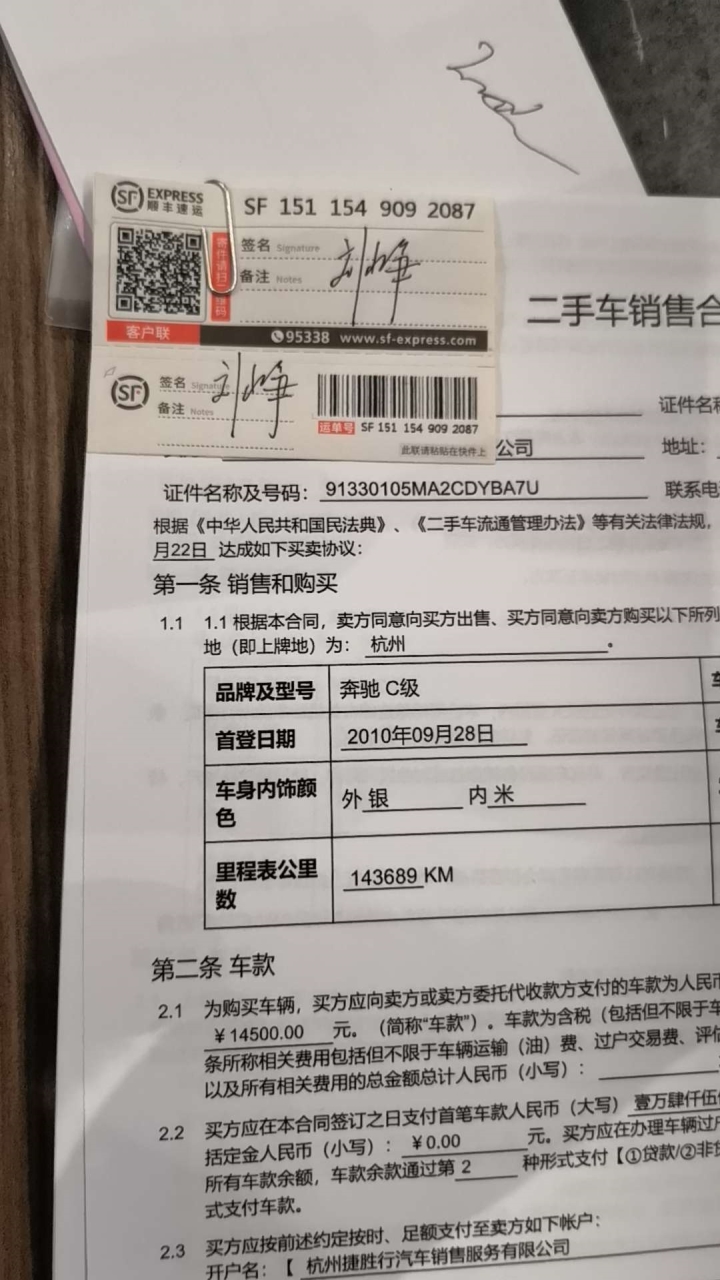 SF EXPRESS
顺丰速运
SF 151 154 909 2087
寄件请扫二维码
签名 Signature
备注 Notes
客户联
95338 www.sf-express.com
SF
签名 Signature
备注 Notes
运单号 SF 151 154 909 2087
此联请粘贴在快件上
二手车销售合
证件名称
公司
地址：
证件名称及号码： 91330105MA2CDYBA7U
联系电
根据《中华人民共和国民法典》、《二手车流通管理办法》等有关法律法规，
月22日 达成如下买卖协议：
第一条 销售和购买
1.1 1.1 根据本合同，卖方同意向买方出售、买方同意向卖方购买以下所列
地（即上牌地）为： 杭州 。
品牌及型号 奔驰 C级
首登日期 2010年09月28日
车身内饰颜色 外 银 内 米
里程表公里数 143689 KM
第二条 车款
2.1 为购买车辆，买方应向卖方或卖方委托代收款方支付的车款为人民币
￥14500.00 元。（简称“车款”）。车款为含税（包括但不限于车
条所称相关费用包括但不限于车辆运输（油）费、过户交易费、评估
以及所有相关费用的总金额总计人民币（小写）：
2.2 买方应在本合同签订之日支付首笔车款人民币（大写） 壹万肆仟伍佰
括定金人民币（小写）： ￥0.00 元。买方应在办理车辆过户
所有车款余额，车款余款通过第 2 种形式支付【①贷款/②非贷
式支付车款。
2.3 买方应按前述约定按时、足额支付至卖方如下帐户：
开户名：【 杭州捷胜行汽车销售服务有限公司